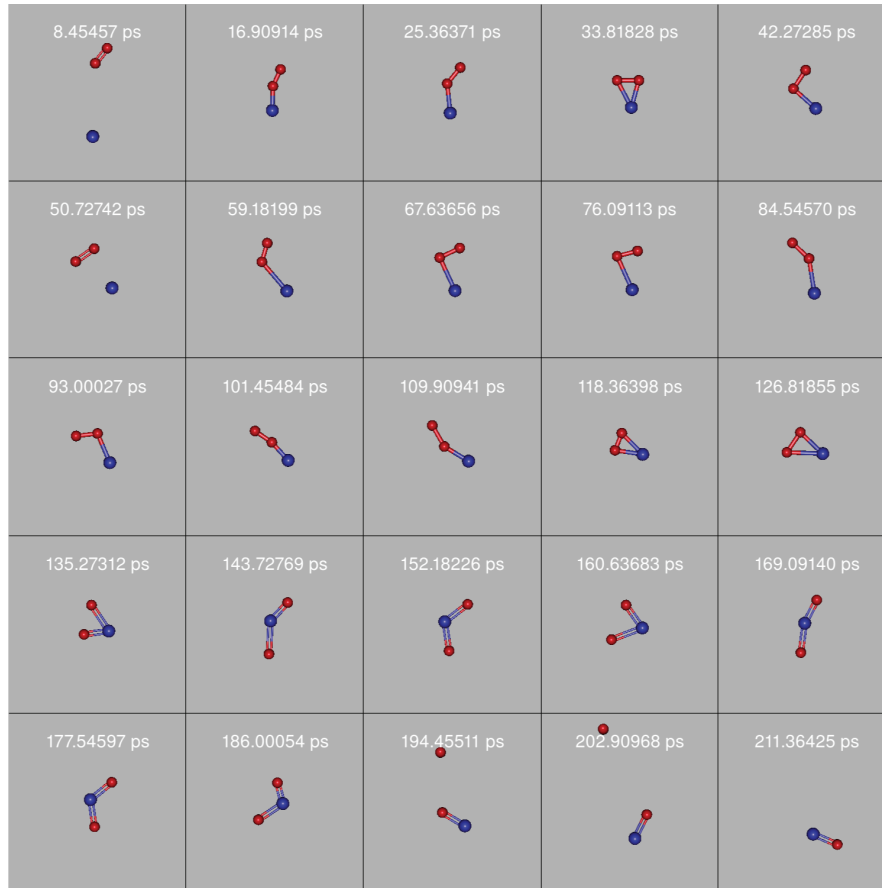 8.45457 ps
16.90914 ps
25.36371 ps
33.81828 ps
42.27285 ps
50.72742 ps
59.18199 ps
67.63656 ps
76.09113 ps
84.54570 ps
93.00027 ps
101.45484 ps
109.90941 ps
118.36398 ps
126.81855 ps
135.27312 ps
143.72769 ps
152.18226 ps
160.63683 ps
169.09140 ps
177.54597 ps
186.00054 ps
194.45511 ps
202.90968 ps
211.36425 ps